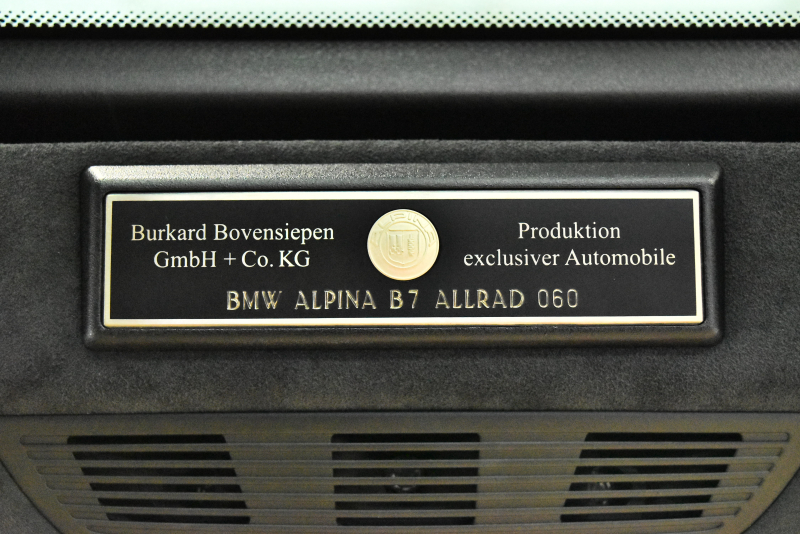 Burkard Bovensiepen
GmbH + Co. KG
Produktion
exclusiver Automobile
BMW ALPINA B7 ALLRAD 060